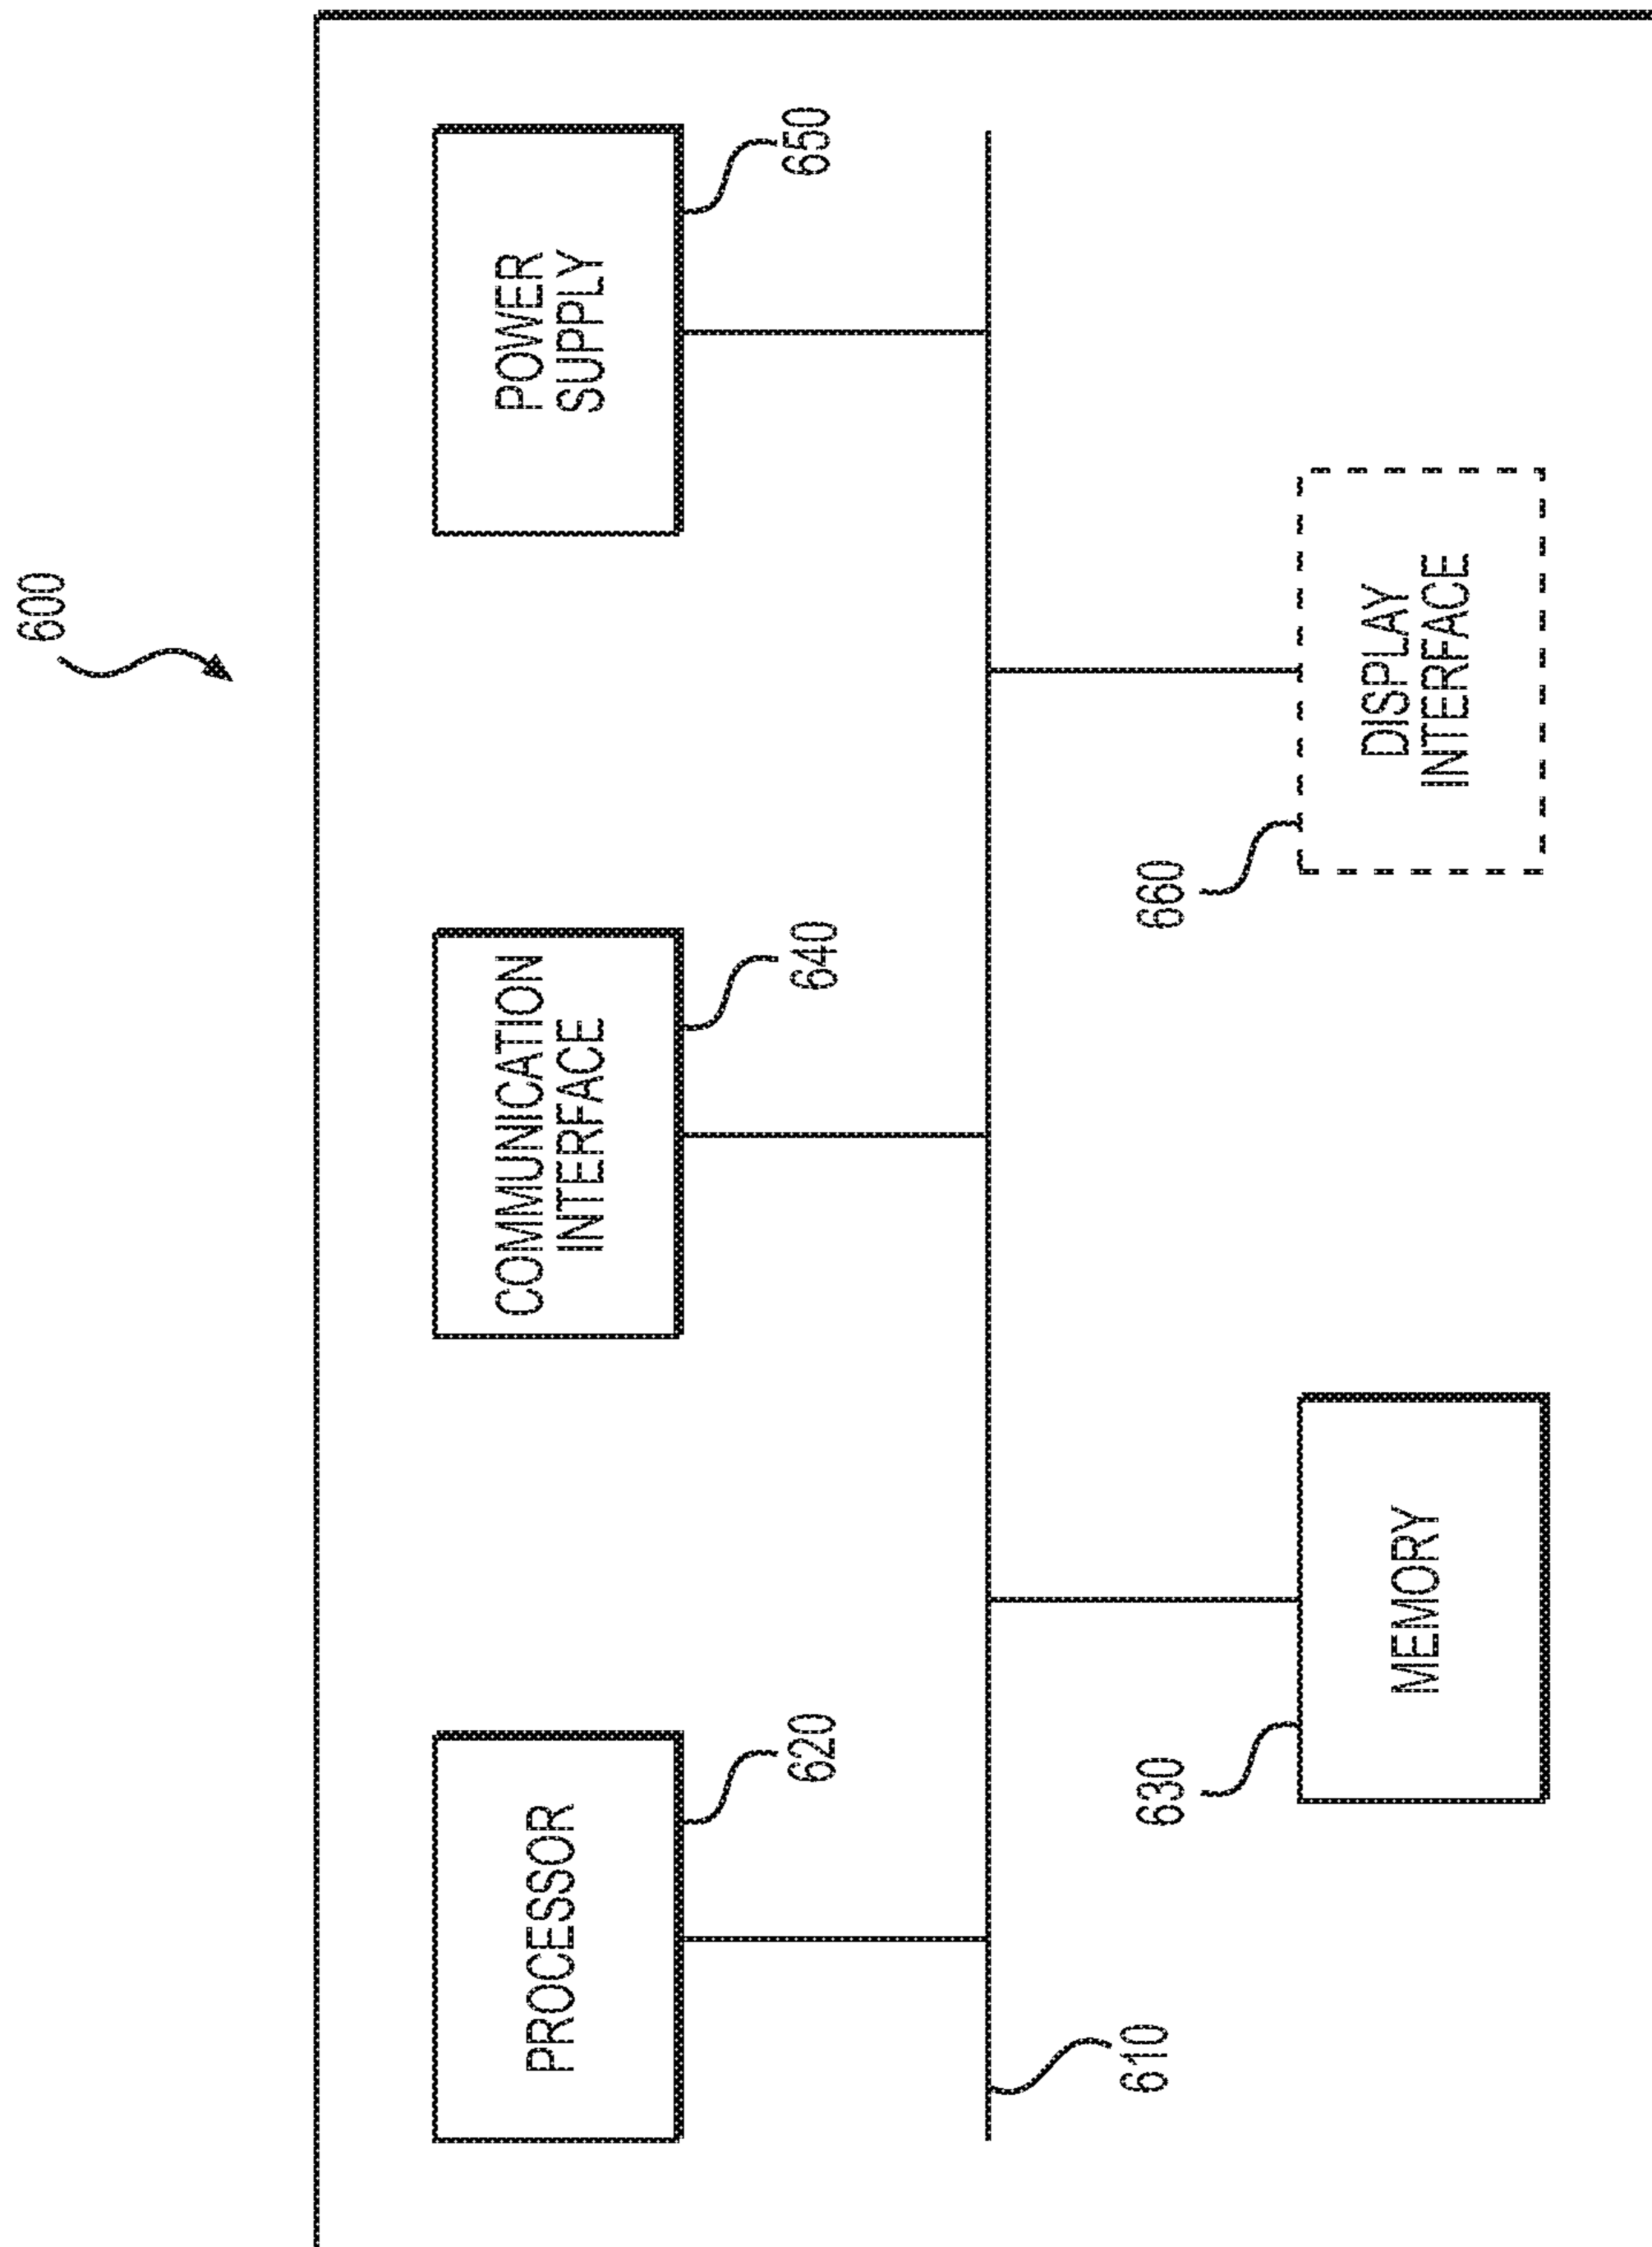 600
PROCESSOR
620
COMMUNICATION
INTERFACE
640
POWER
SUPPLY
650
610
630
MEMORY
660
DISPLAY
INTERFACE